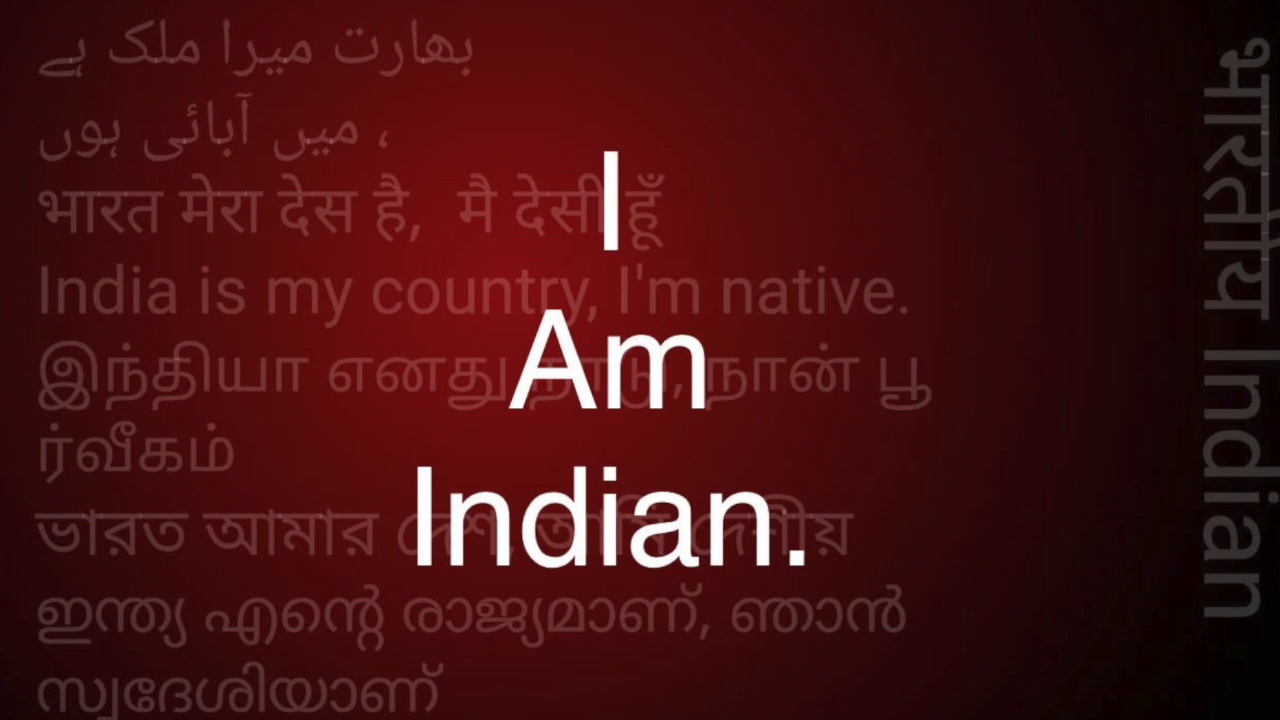 بھارت میرا ملک ہے
، میں آبائی ہوں
भारत मेरा देस है, मै देसी हूँ
India is my country, I'm native.
இந்தியா எனது நாடு, நான் பூ
ர்வீகம்
ভারত আমার দেশ, আমি দেশীয়
ഇന്ത്യ എന്റെ രാജ്യമാണ്, ഞാൻ
സ്വദേശിയാണ്
I
Am
Indian.
भारतीय Indian